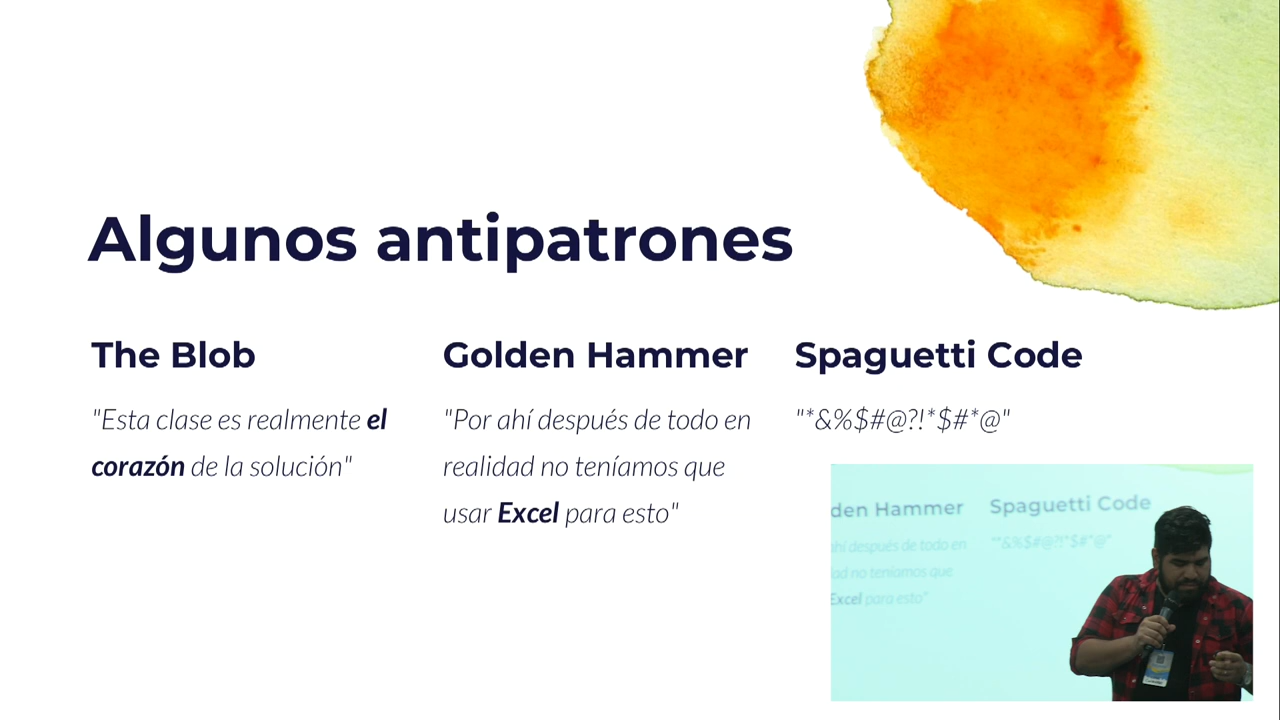 Algunos antipatrones
The Blob
"Esta clase es realmente el
corazón de la solución"
Golden Hammer
"Por ahí después de todo en
realidad no teníamos que
usar Excel para esto"
Spaguetti Code
"*&%$#@?!*$#*@"
den Hammer
ahí después de todo en
ad no teníamos que
Excel para esto"
Spaguetti Code
"*&%$#@?!*$#*@"